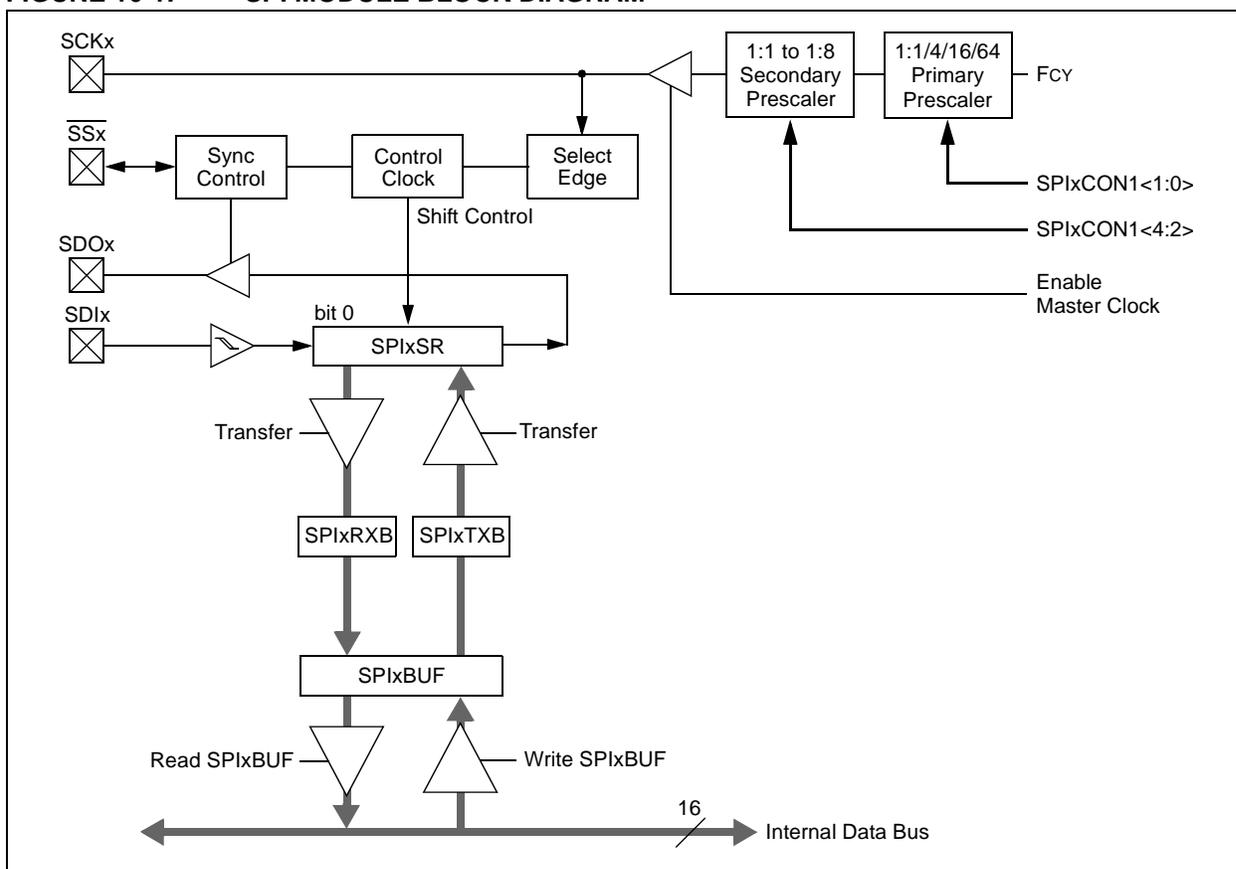 SCKx
1:1 to 1:8
Secondary
Prescaler
1:1/4/16/64
Primary
Prescaler
FCY
SSx
Sync
Control
Control
Clock
Select
Edge
SPIxCON1<1:0>
Shift Control
SPIxCON1<4:2>
SDOx
Enable
Master Clock
SDIx
bit 0
SPIxSR
Transfer
Transfer
SPIxRXB
SPIxTXB
SPIxBUF
Read SPIxBUF
Write SPIxBUF
16
Internal Data Bus